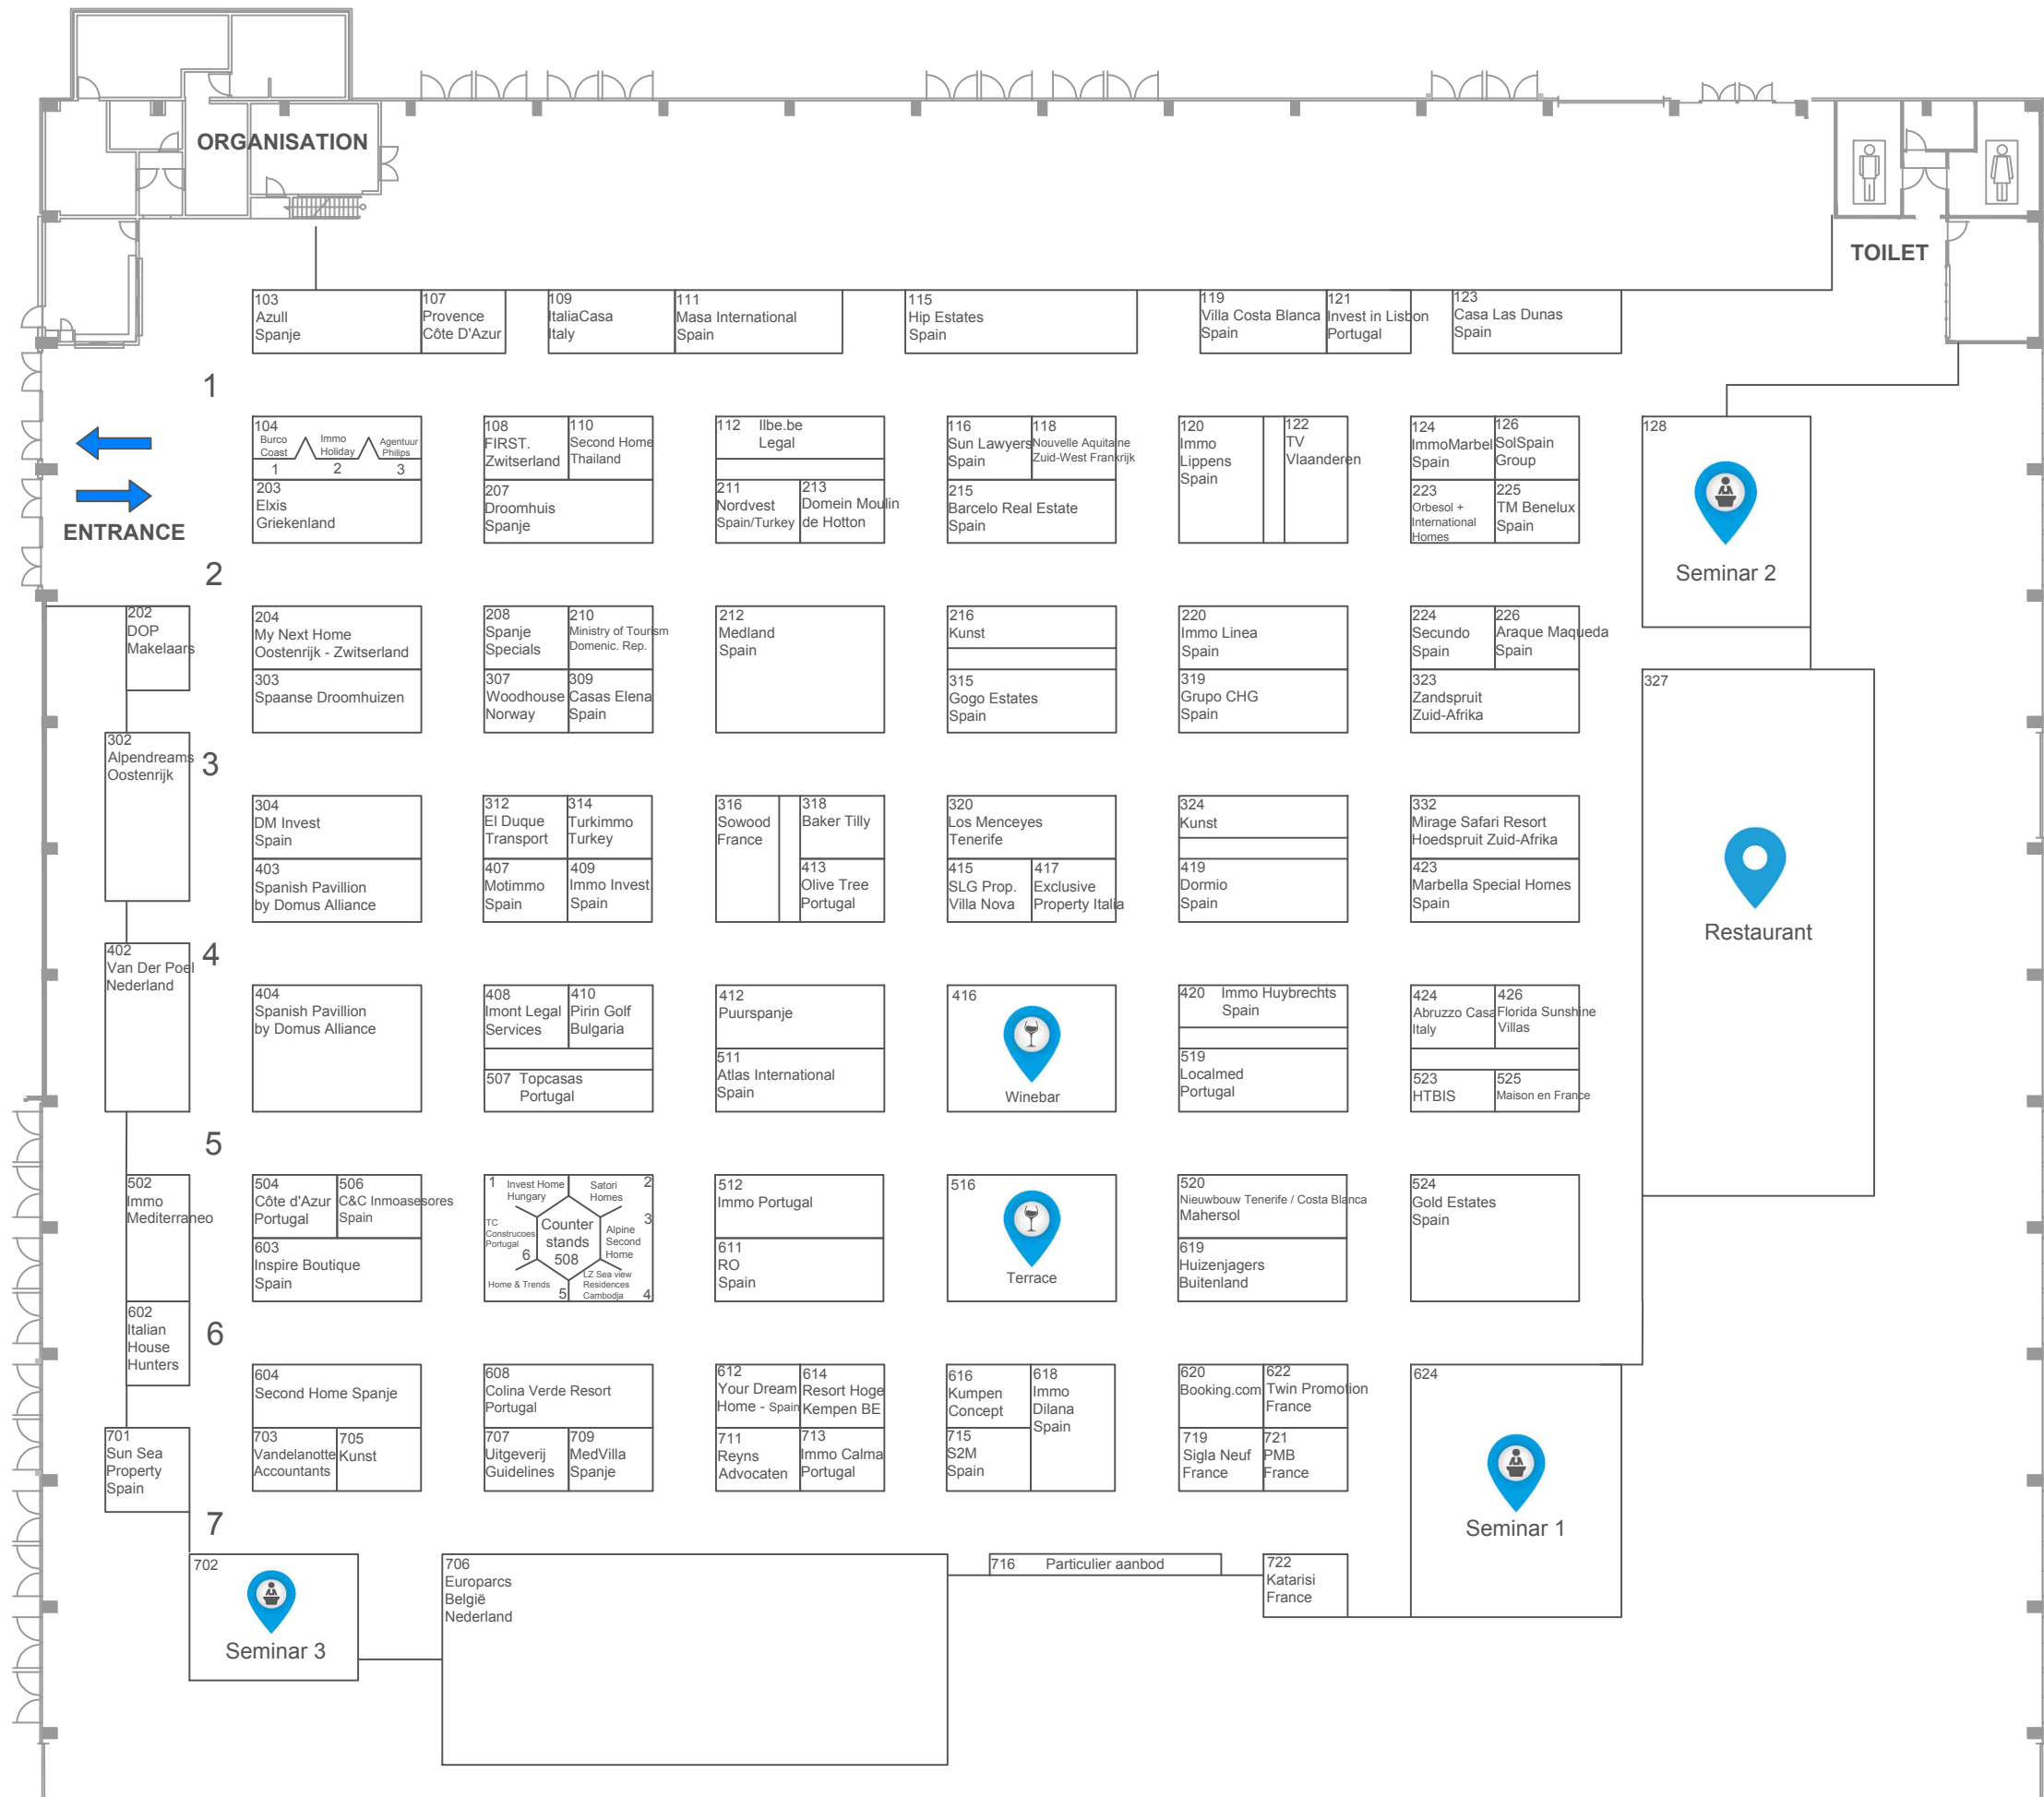 ORGANISATION
TOILET
103
Azull
Spanje
107
Provence
Côte D'Azur
109
ItaliaCasa
Italy
111
Masa International
Spain
115
Hip Estates
Spain
119
Villa Costa Blanca
Spain
121
Invest in Lisbon
Portugal
123
Casa Las Dunas
Spain
1
104
Burco
Coast
1
Immo
Holiday
2
Agentuur
Philips
3
203
Elxis
Griekenland
108
FIRST.
Zwitserland
110
Second Home
Thailand
207
Droomhuis
Spanje
112 Ilbe.be
Legal
211
Nordvest
Spain/Turkey
213
Domein Moulin
de Hotton
116
Sun Lawyers
Spain
118
Nouvelle Aquitaine
Zuid-West Frankrijk
215
Barcelo Real Estate
Spain
120
Immo
Lippens
Spain
122
TV
Vlaanderen
124
ImmoMarbel
Spain
126
SolSpain
Group
223
Orbesol +
International
Homes
225
TM Benelux
Spain
128
Seminar 2
ENTRANCE
2
202
DOP
Makelaars
204
My Next Home
Oostenrijk - Zwitserland
303
Spaanse Droomhuizen
208
Spanje
Specials
210
Ministry of Tourism
Domenic. Rep.
307
Woodhouse
Norway
309
Casas Elena
Spain
212
Medland
Spain
216
Kunst
315
Gogo Estates
Spain
220
Immo Linea
Spain
319
Grupo CHG
Spain
224
Secundo
Spain
226
Araque Maqueda
Spain
323
Zandspruit
Zuid-Afrika
327
Restaurant
302
Alpendreams
Oostenrijk
3
304
DM Invest
Spain
403
Spanish Pavillion
by Domus Alliance
312
El Duque
Transport
314
Turkimmo
Turkey
407
Motimmo
Spain
409
Immo Invest.
Spain
316
Sowood
France
318
Baker Tilly
413
Olive Tree
Portugal
320
Los Menceyes
Tenerife
415
SLG Prop.
Villa Nova
417
Exclusive
Property Italia
324
Kunst
419
Dormio
Spain
332
Mirage Safari Resort
Hoedspruit Zuid-Afrika
423
Marbella Special Homes
Spain
402
Van Der Poel
Nederland
4
404
Spanish Pavillion
by Domus Alliance
408
Imont Legal
Services
410
Pirin Golf
Bulgaria
507 Topcasas
Portugal
412
Puurspanje
511
Atlas International
Spain
416
Winebar
420 Immo Huybrechts
Spain
519
Localmed
Portugal
424
Abruzzo Casa
Italy
426
Florida Sunshine
Villas
523
HTBIS
525
Maison en France
5
502
Immo
Mediterraneo
504
Côte d'Azur
Portugal
506
C&C Inmoasesores
Spain
603
Inspire Boutique
Spain
1
Invest Home
Hungary
Satori
Homes
2
3
Alpine
Second
Home
LZ Sea view
Residences
Cambodja
4
Home & Trends
5
TC
Construcoes
Portugal
6
Counter
stands
508
512
Immo Portugal
611
RO
Spain
516
Terrace
520
Nieuwbouw Tenerife / Costa Blanca
Mahersol
619
Huizenjagers
Buitenland
524
Gold Estates
Spain
602
Italian
House
Hunters
6
604
Second Home Spanje
703
Vandelanotte
Accountants
705
Kunst
608
Colina Verde Resort
Portugal
707
Uitgeverij
Guidelines
709
MedVilla
Spanje
612
Your Dream
Home - Spain
614
Resort Hoge
Kempen BE
711
Reyns
Advocaten
713
Immo Calma
Portugal
616
Kumpen
Concept
618
Immo
Dilana
Spain
715
S2M
Spain
620
Booking.com
622
Twin Promotion
France
719
Sigla Neuf
France
721
PMB
France
624
Seminar 1
701
Sun Sea
Property
Spain
7
702
Seminar 3
706
Europarcs
België
Nederland
716 Particulier aanbod
722
Katarisi
France